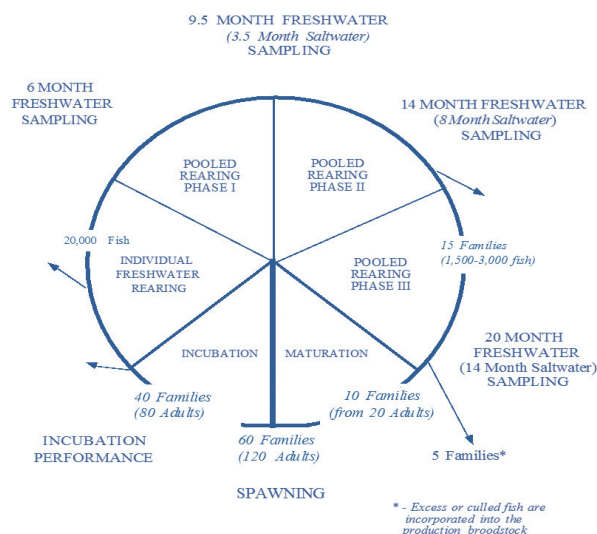 9.5 MONTH FRESHWATER
(3.5 Month Saltwater)
SAMPLING
6 MONTH
FRESHWATER
SAMPLING
14 MONTH FRESHWATER
(8 Month Saltwater)
SAMPLING
POOLED
REARING
PHASE I
POOLED
REARING
PHASE II
20,000 Fish
INDIVIDUAL
FRESHWATER
REARING
POOLED
REARING
PHASE III
15 Families
(1,500-3,000 fish)
INCUBATION
MATURATION
20 MONTH
FRESHWATER
(14 Month Saltwater)
SAMPLING
40 Families
(80 Adults)
10 Families
(from 20 Adults)
INCUBATION
PERFORMANCE
60 Families
(120 Adults)
5 Families*
SPAWNING
* - Excess or culled fish are
incorporated into the
production broodstock